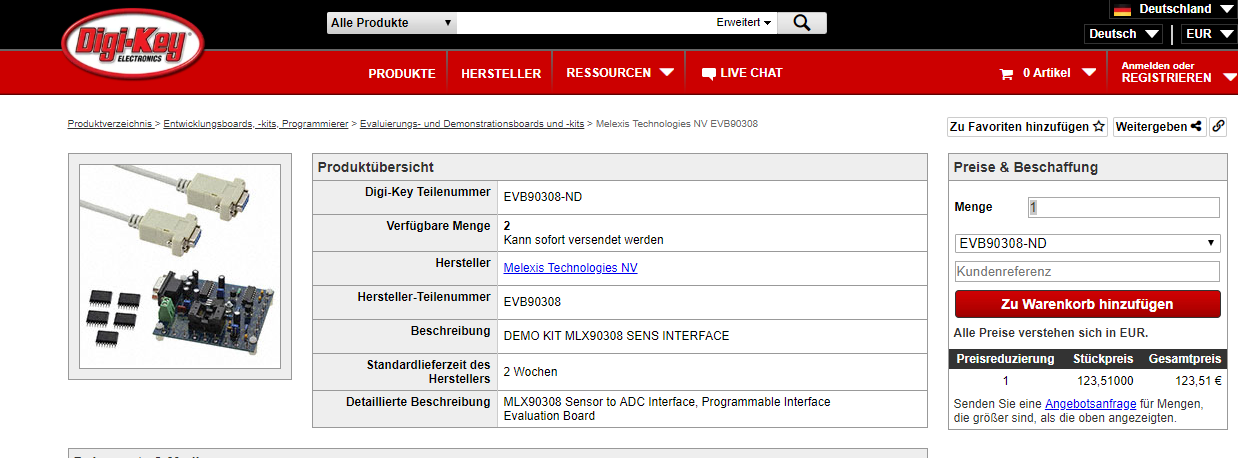 Deutschland
Digi-Key
ELECTRONICS
Alle Produkte
Erweitert
Deutsch
EUR
PRODUKTE
HERSTELLER
RESSOURCEN
LIVE CHAT
0 Artikel
Anmelden oder
REGISTRIEREN
Produktverzeichnis > Entwicklungsboards, -kits, Programmierer > Evaluierungs- und Demonstrationsboards und -kits > Melexis Technologies NV EVB90308
Zu Favoriten hinzufügen
Weitergeben
Produktübersicht
Digi-Key Teilenummer EVB90308-ND
Verfügbare Menge 2
Kann sofort versendet werden
Hersteller Melexis Technologies NV
Hersteller-Teilenummer EVB90308
Beschreibung DEMO KIT MLX90308 SENS INTERFACE
Standardlieferzeit des
Herstellers 2 Wochen
Detaillierte Beschreibung MLX90308 Sensor to ADC Interface, Programmable Interface
Evaluation Board
Preise & Beschaffung
Menge 1
EVB90308-ND
Kundenreferenz
Zu Warenkorb hinzufügen
Alle Preise verstehen sich in EUR.
Preisreduzierung Stückpreis Gesamtpreis
1 123,51000 123,51 €
Senden Sie eine Angebotsanfrage für Mengen,
die größer sind, als die oben angezeigten.